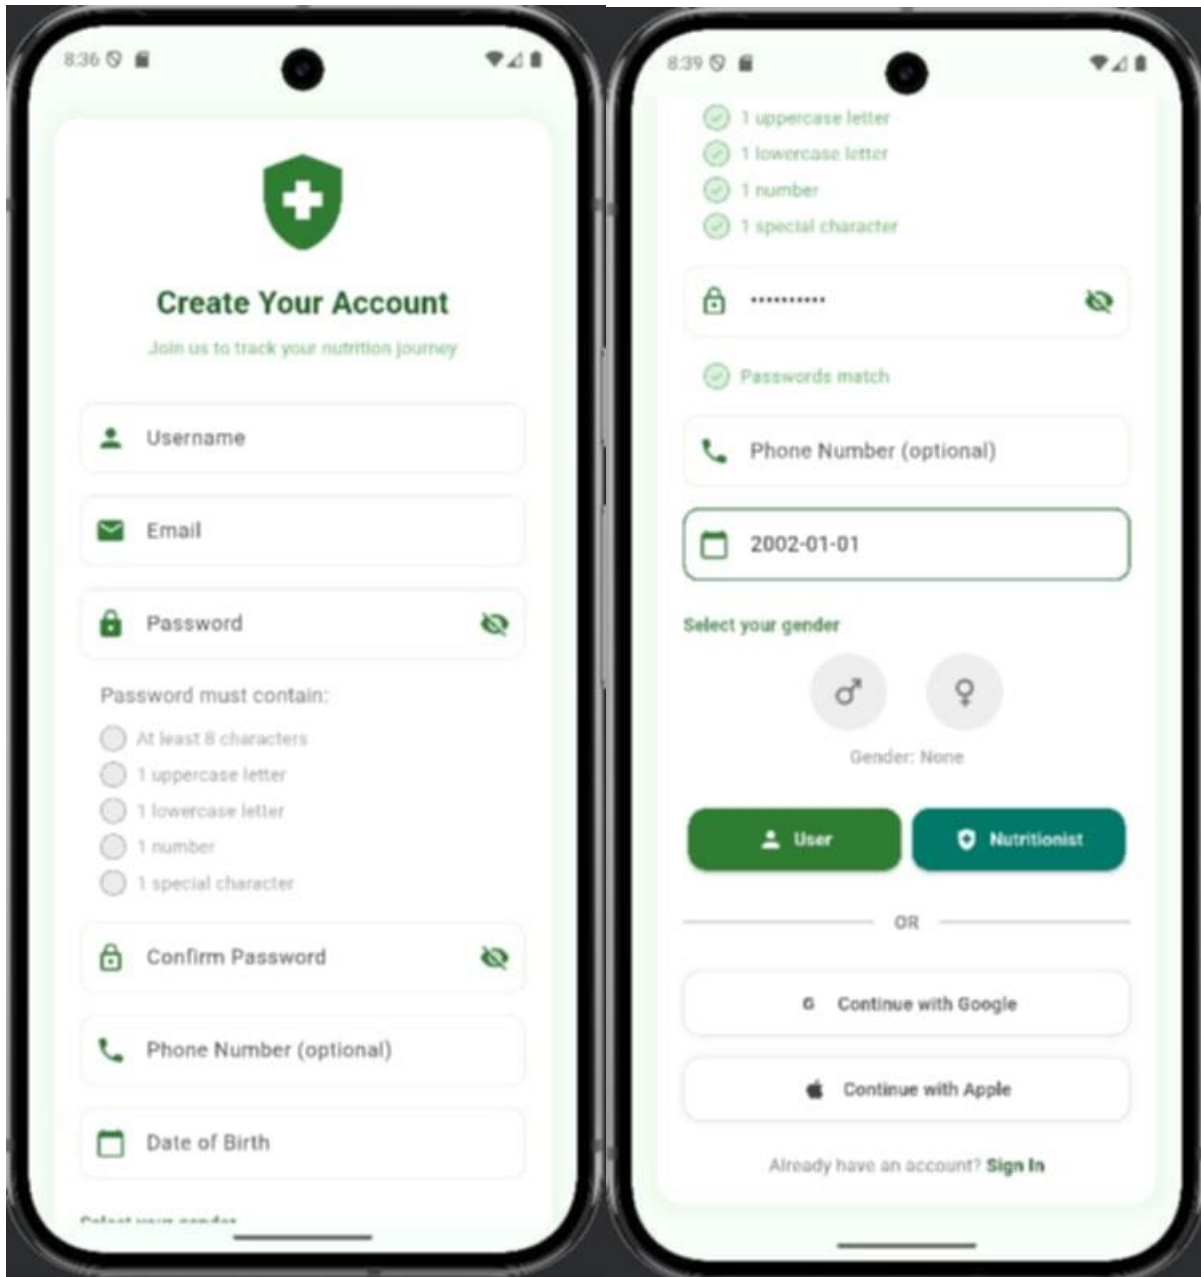 8:36
Create Your Account
Join us to track your nutrition journey
Username
Email
Password
Password must contain:
At least 8 characters
1 uppercase letter
1 lowercase letter
1 number
1 special character
Confirm Password
Phone Number (optional)
Date of Birth
Select your gender
8:39
1 uppercase letter
1 lowercase letter
1 number
1 special character
••••••••••
Passwords match
Phone Number (optional)
2002-01-01
Select your gender
Gender: None
User
Nutritionist
OR
G Continue with Google
Continue with Apple
Already have an account? Sign In